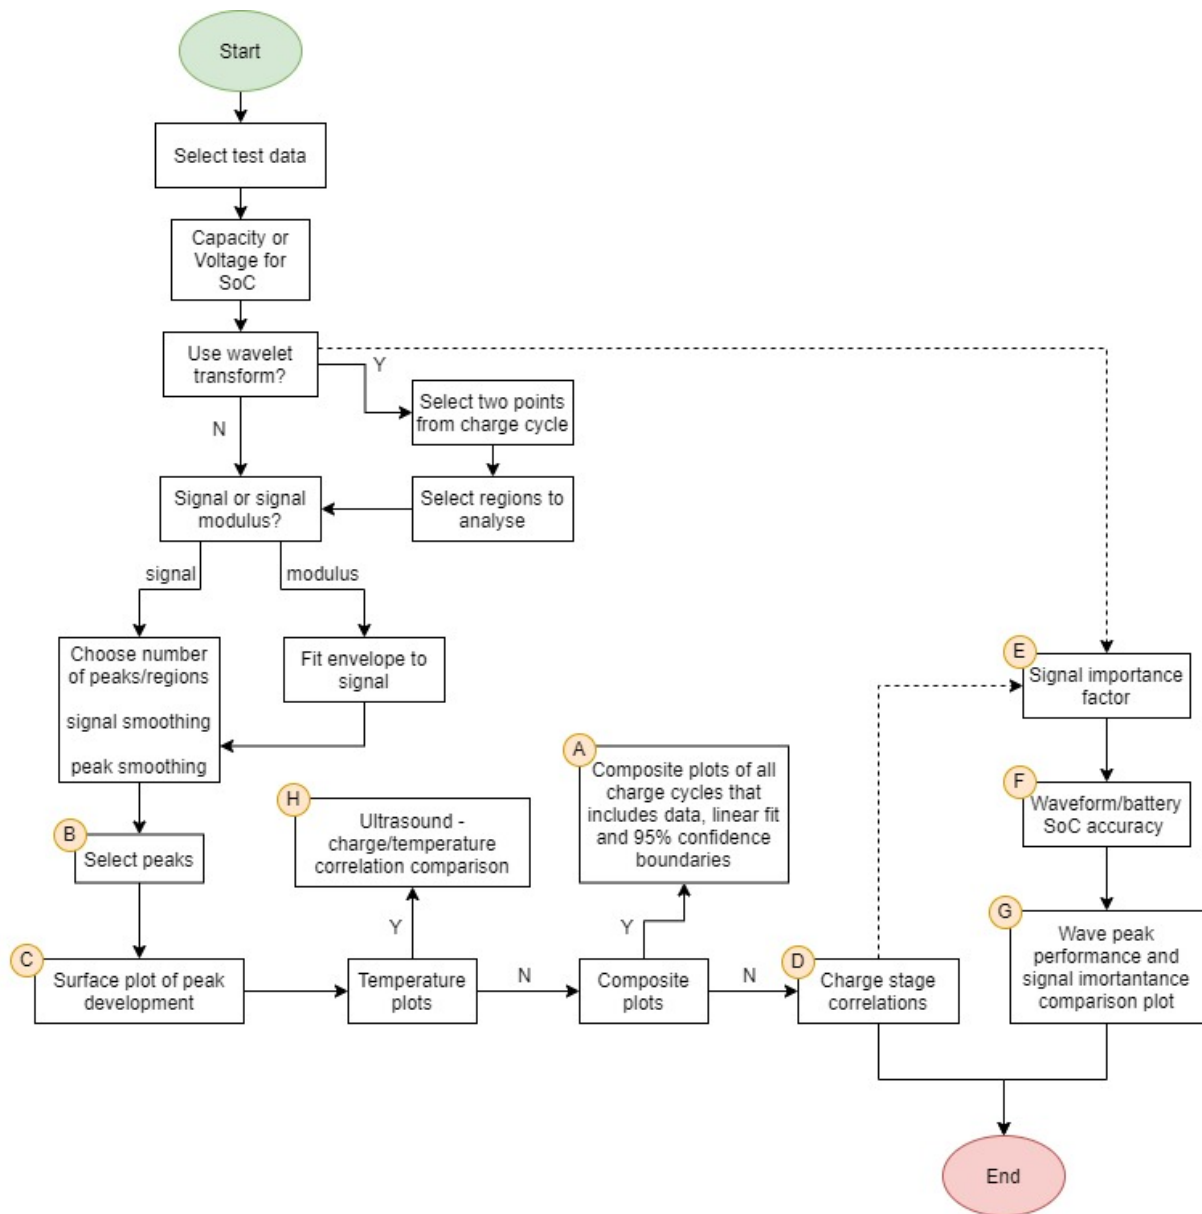 Start
Select test data
Capacity or
Voltage for
SoC
Use wavelet
transform?
Y
N
Select two points
from charge cycle
Select regions to
analyse
Signal or signal
modulus?
signal
modulus
Choose number
of peaks/regions
signal smoothing
peak smoothing
Fit envelope to
signal
B
Select peaks
C
Surface plot of peak
development
H
Ultrasound -
charge/temperature
correlation comparison
Y
Temperature
plots
N
A
Composite plots of all
charge cycles that
includes data, linear
fit and 95% confidence
boundaries
Y
Composite
plots
N
D
Charge stage
correlations
E
Signal importance
factor
F
Waveform/battery
SoC accuracy
G
Wave peak
performance and
signal imortantance
comparison plot
End